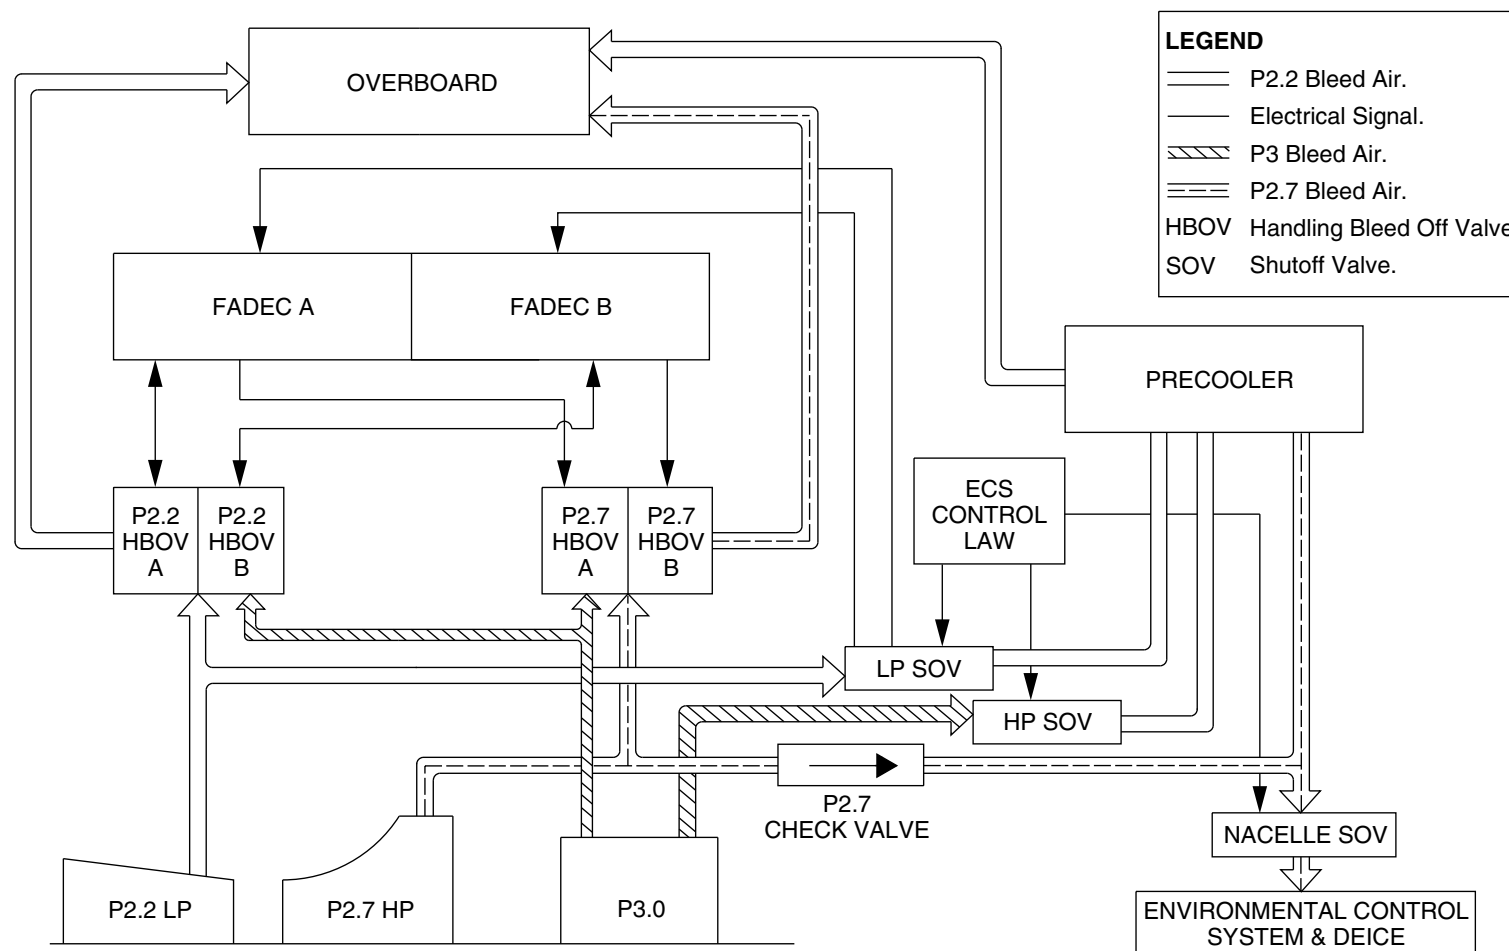 OVERBOARD
LEGEND
P2.2 Bleed Air.
Electrical Signal.
P3 Bleed Air.
P2.7 Bleed Air.
HBOV Handling Bleed Off Valve
SOV Shutoff Valve.
FADEC A
FADEC B
PRECOOLER
ECS
CONTROL
LAW
P2.2
HBOV
A
P2.2
HBOV
B
P2.7
HBOV
A
P2.7
HBOV
B
LP SOV
HP SOV
P2.7
CHECK VALVE
NACELLE SOV
P2.2 LP
P2.7 HP
P3.0
ENVIRONMENTAL CONTROL
SYSTEM & DEICE